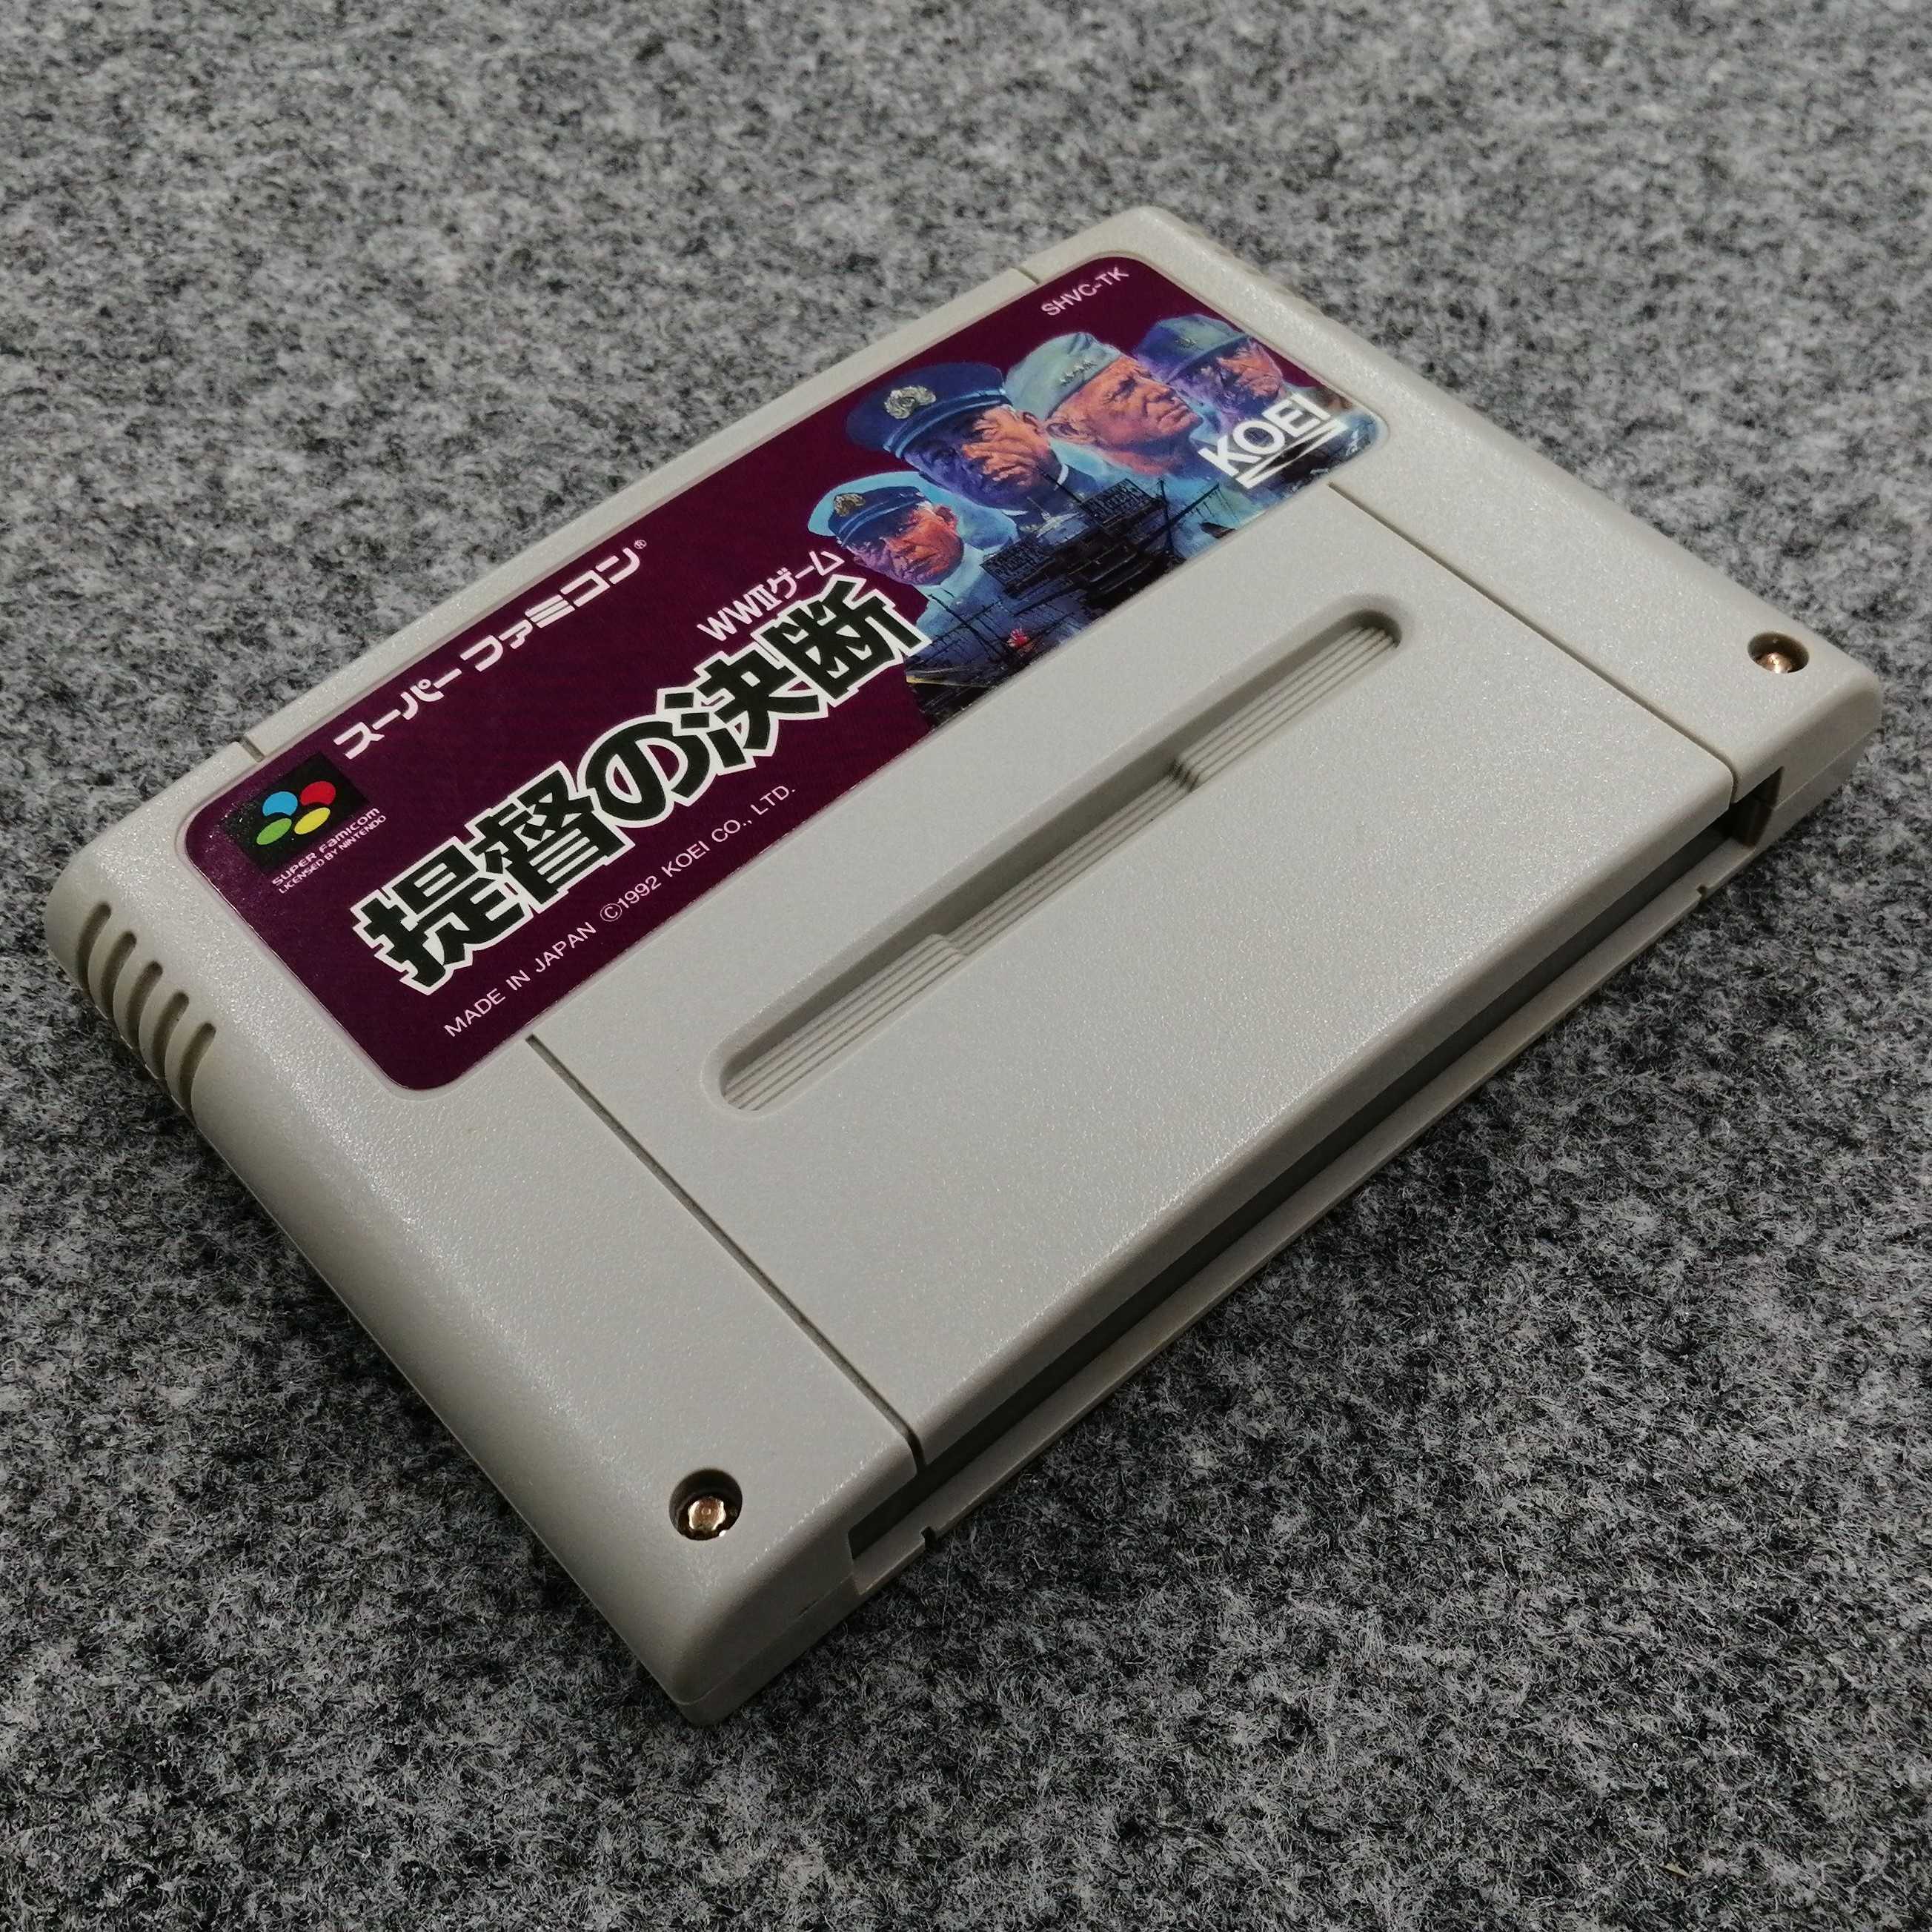 スーパーファミコン®
SHVC-TK
SUPER Famicom
LICENSED BY NINTENDO
WWⅡゲーム
提督の決断
KOEI
MADE IN JAPAN ©1992 KOEI CO., LTD.